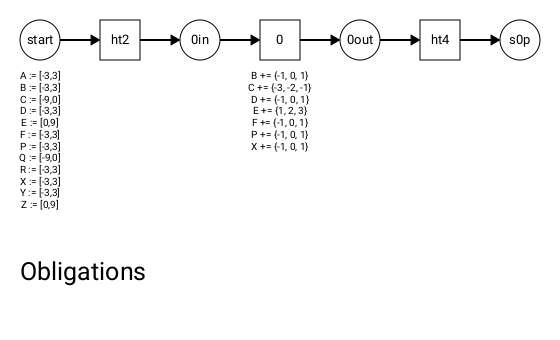 start ht2 0in 0 0out ht4 s0p
A := [-3,3]
B := [-3,3]
C := [-9,0]
D := [-3,3]
E := [0,9]
F := [-3,3]
P := [-3,3]
Q := [-9,0]
R := [-3,3]
X := [-3,3]
Y := [-3,3]
Z := [0,9]
B += {-1, 0, 1}
C += {-3, -2, -1}
D += {-1, 0, 1}
E += {1, 2, 3}
F += {-1, 0, 1}
P += {-1, 0, 1}
X += {-1, 0, 1}
Obligations